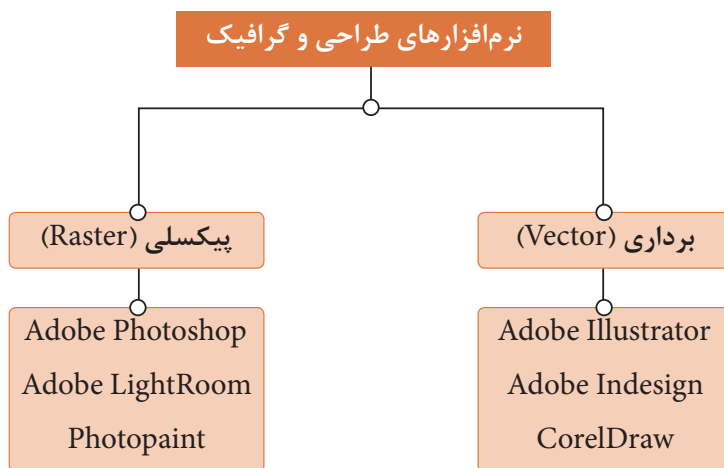 نرم‌افزارهای طراحی و گرافیک
برداری (Vector)
Adobe Illustrator
Adobe Indesign
CorelDraw
پیکسلی (Raster)
Adobe Photoshop
Adobe LightRoom
Photopaint